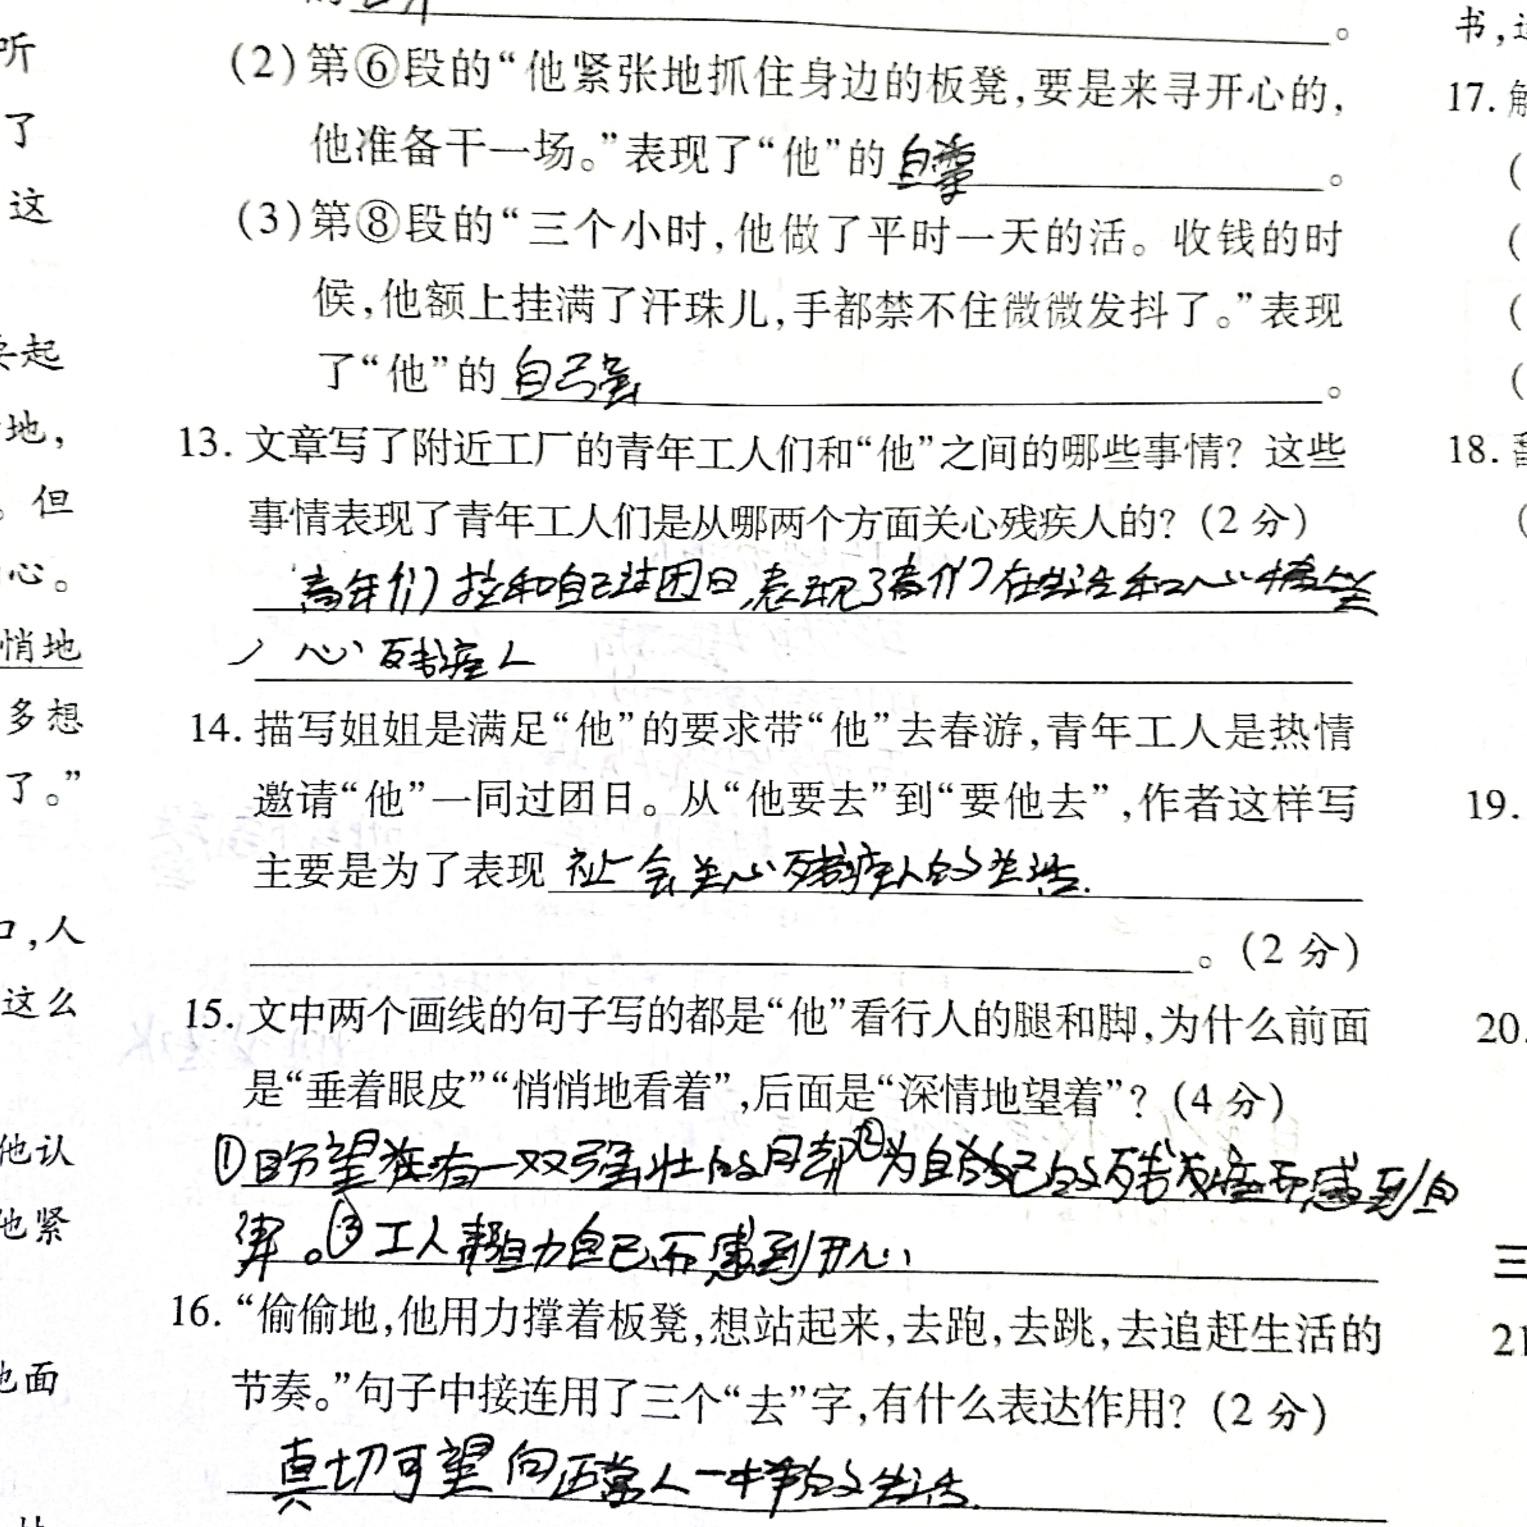 听
了
这
起
地，
。但
心。
悄地
多想
了。”
口，人
这么
他认
他紧
地面
。
(2)第⑥段的“他紧张地抓住身边的板凳，要是来寻开心的，
他准备干一场。”表现了“他”的自尊。
(3)第⑧段的“三个小时，他做了平时一天的活。收钱的时
候，他额上挂满了汗珠儿，手都禁不住微微发抖了。”表现
了“他”的自强。
13. 文章写了附近工厂的青年工人们和“他”之间的哪些事情？这些
事情表现了青年工人们是从哪两个方面关心残疾人的？(2分)
青年们拉和自己过团日，表现了青们在生活和心情上
心残疾人
14. 描写姐姐是满足“他”的要求带“他”去春游，青年工人是热情
邀请“他”一同过团日。从“他要去”到“要他去”，作者这样写
主要是为了表现社会关心残疾人的生活.
。(2分)
15. 文中两个画线的句子写的都是“他”看行人的腿和脚，为什么前面
是“垂着眼皮”“悄悄地看着”，后面是“深情地望着”？(4分)
①盼望 有一双强壮的 ②为自己的残疾而感到自
卑。③工人帮助自己而感到开心
16. “偷偷地，他用力撑着板凳，想站起来，去跑，去跳，去追赶生活的
节奏。”句子中接连用了三个“去”字，有什么表达作用？(2分)
真切可望向正常人一样的生活.
书，
17.
(
(
(
(
18.
(
19.
20.
三
21